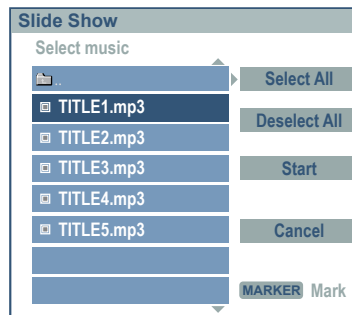 Slide Show
Select music
..
TITLE1.mp3
TITLE2.mp3
TITLE3.mp3
TITLE4.mp3
TITLE5.mp3
Select All
Deselect All
Start
Cancel
MARKER Mark